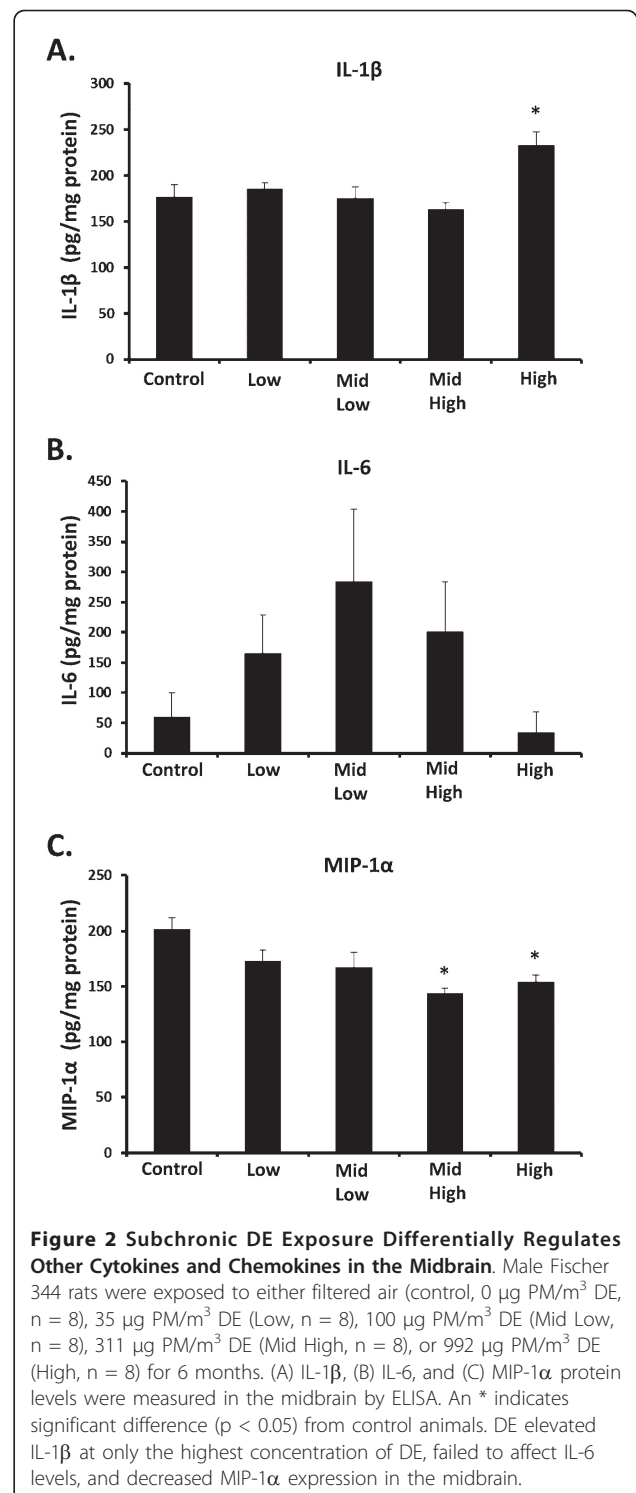 A.
IL-1β
IL-1β (pg/mg protein)
300
250
200
150
100
50
0
*
Control Low Mid Low Mid High High
B.
IL-6
IL-6 (pg/mg protein)
450
400
350
300
250
200
150
100
50
0
Control Low Mid Low Mid High High
C.
MIP-1α
MIP-1α (pg/mg protein)
250
200
150
100
50
0
* *
Control Low Mid Low Mid High High
Figure 2 Subchronic DE Exposure Differentially Regulates
Other Cytokines and Chemokines in the Midbrain. Male Fischer
344 rats were exposed to either filtered air (control, 0 μg PM/m³ DE,
n = 8), 35 μg PM/m³ DE (Low, n = 8), 100 μg PM/m³ DE (Mid Low,
n = 8), 311 μg PM/m³ DE (Mid High, n = 8), or 992 μg PM/m³ DE
(High, n = 8) for 6 months. (A) IL-1β, (B) IL-6, and (C) MIP-1α protein
levels were measured in the midbrain by ELISA. An * indicates
significant difference (p < 0.05) from control animals. DE elevated
IL-1β at only the highest concentration of DE, failed to affect IL-6
levels, and decreased MIP-1α expression in the midbrain.